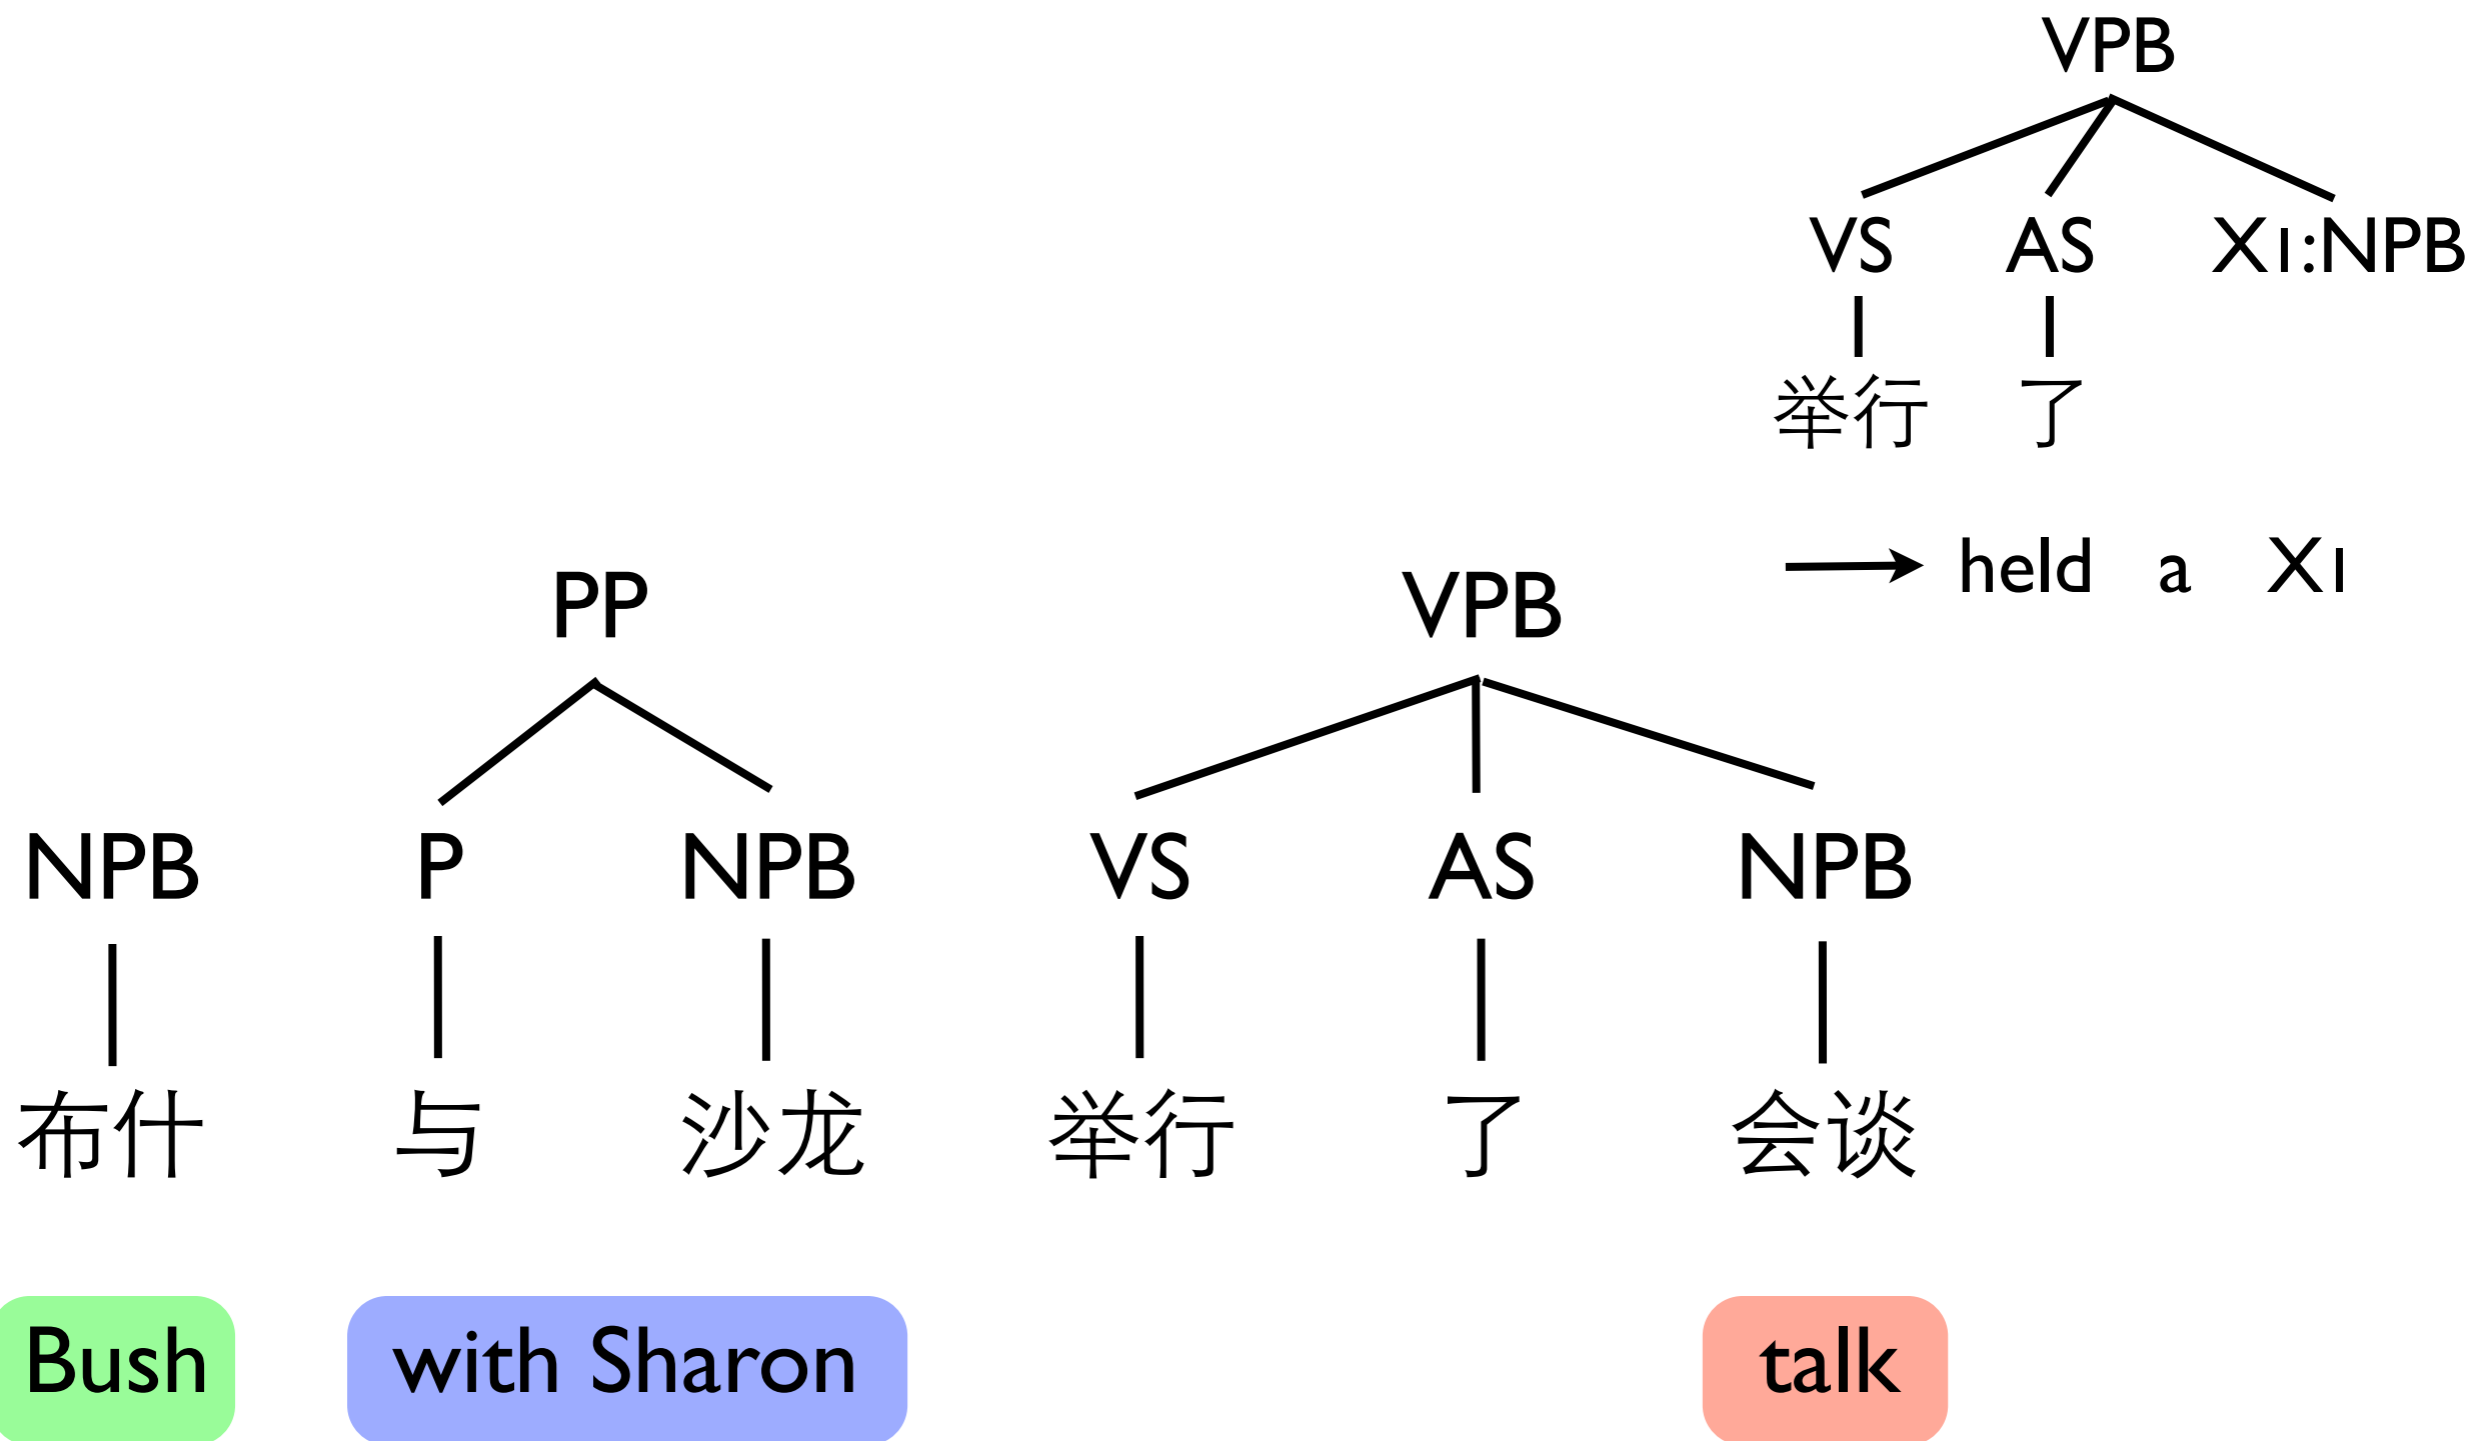 VPB
VS AS X1:NPB
举行 了
held a X1
PP VPB
NPB P NPB VS AS NPB
布什 与 沙龙 举行 了 会谈
Bush with Sharon talk